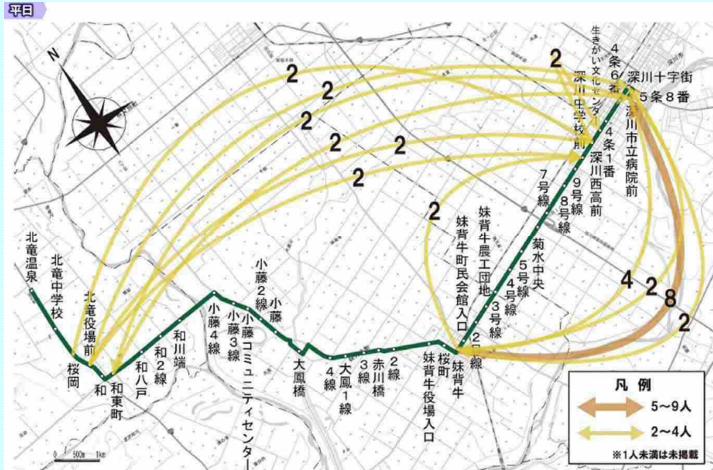 平日
N
北竜温泉
北竜中学校
桜岡
北竜役場前
和
和東町
和八戸
和2線
和川端
小藤4線
小藤3線
小藤2線
小藤コミュニティセンター
小藤
大鳳橋
4線
大鳳1線
3線
赤川橋
2線
桜町
妹背牛役場入口
妹背牛
妹背牛町民会館入口
2号線
妹背牛農工団地
3号線
4号線
5号線
菊水中央
7号線
8号線
9号線
深川西高前
深川中学校前
4条1番
生きがい文化センター
深川市立病院前
4条6番
5条8番
深川十字街
2
2
2
2
2
2
2
4
2
8
2
0 500m 1km
凡例
5〜9人
2〜4人
※1人未満は未掲載